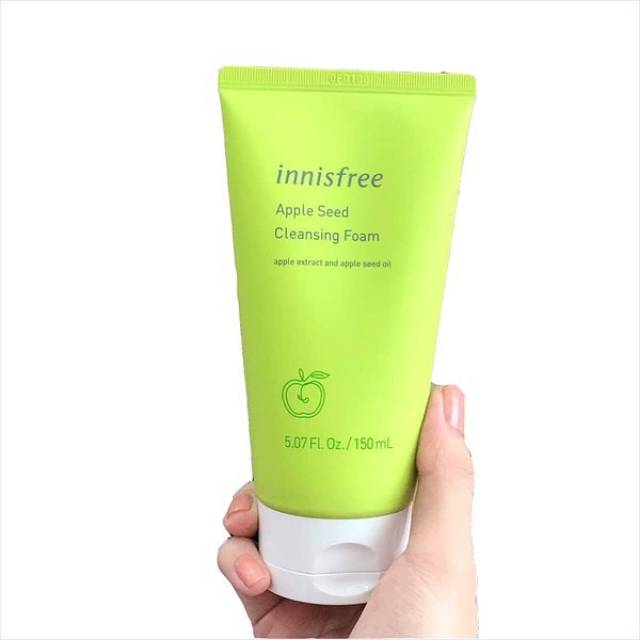 innisfree
Apple Seed
Cleansing Foam
apple extract and apple seed oil
5.07 Fl. Oz. / 150 mL